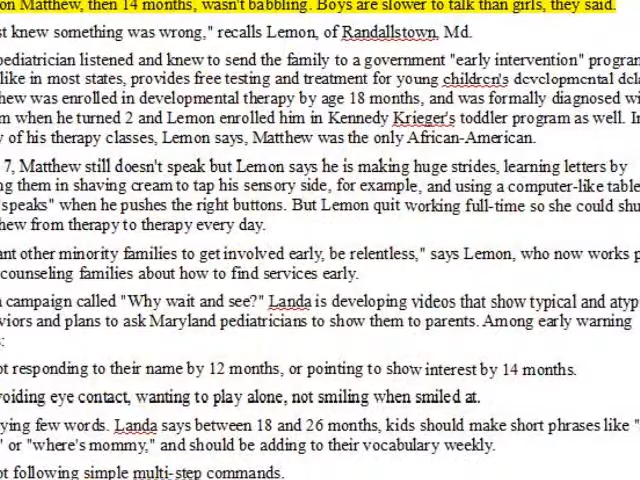 on Matthew, then 14 months, wasn't babbling. Boys are slower to talk than girls, they said.
st knew something was wrong," recalls Lemon, of Randallstown, Md.
pediatrician listened and knew to send the family to a government "early intervention" program
like in most states, provides free testing and treatment for young children's developmental dela
hew was enrolled in developmental therapy by age 18 months, and was formally diagnosed wi
m when he turned 2 and Lemon enrolled him in Kennedy Krieger's toddler program as well. In
y of his therapy classes, Lemon says, Matthew was the only African-American.
7, Matthew still doesn't speak but Lemon says he is making huge strides, learning letters by
ng them in shaving cream to tap his sensory side, for example, and using a computer-like table
"speaks" when he pushes the right buttons. But Lemon quit working full-time so she could shu
hew from therapy to therapy every day.
ant other minority families to get involved early, be relentless," says Lemon, who now works p
counseling families about how to find services early.
a campaign called "Why wait and see?" Landa is developing videos that show typical and atyp
viors and plans to ask Maryland pediatricians to show them to parents. Among early warning
s:
ot responding to their name by 12 months, or pointing to show interest by 14 months.
voiding eye contact, wanting to play alone, not smiling when smiled at.
ying few words. Landa says between 18 and 26 months, kids should make short phrases like "
" or "where's mommy," and should be adding to their vocabulary weekly.
ot following simple multi-step commands.